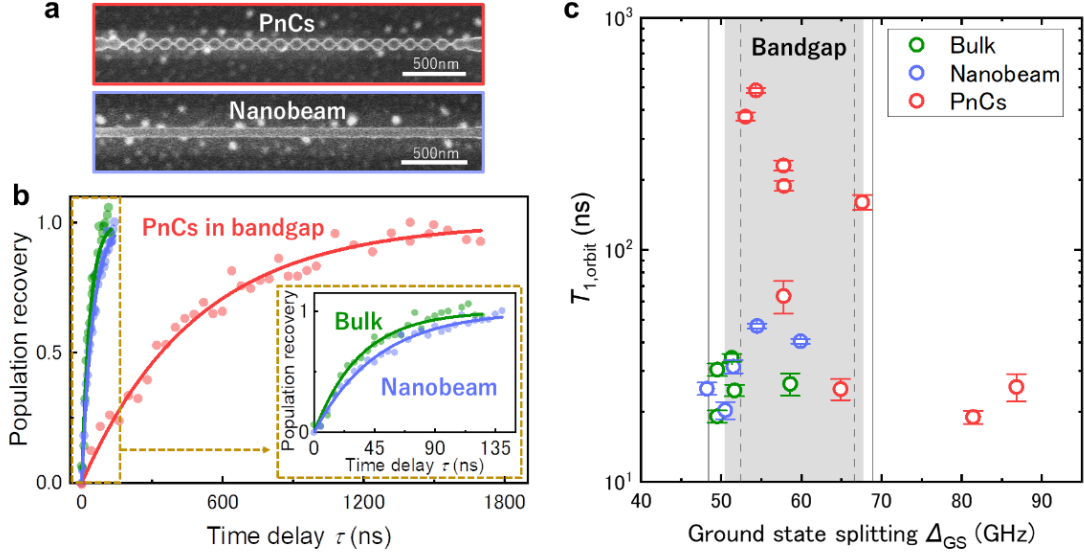 a
PnCs
500nm
Nanobeam
500nm
b
Population recovery
1.0
0.5
0.0
PnCs in bandgap
0
600
1200
1800
Time delay τ (ns)
Population recovery
1
0
Bulk
Nanobeam
0
45
90
135
Time delay τ (ns)
c
T1,orbit (ns)
10³
10²
10¹
Bandgap
Bulk
Nanobeam
PnCs
40
50
60
70
80
90
Ground state splitting ΔGS (GHz)